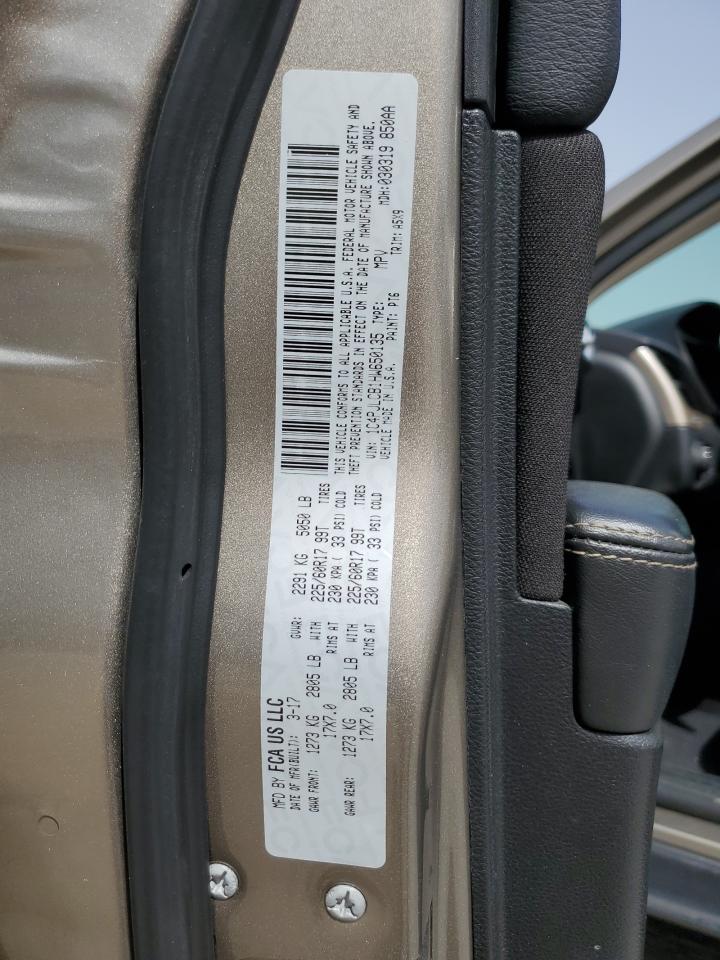 MFD BY FCA US LLC
DATE OF MFR(BUILT): 3-17 GVWR: 2291 KG 5050 LB
GAWR FRONT: 1273 KG 2805 LB WITH 225/60R17 99T TIRES
17X7.0 RIMS AT 230 KPA ( 33 PSI) COLD
GAWR REAR: 1273 KG 2805 LB WITH 225/60R17 99T TIRES
17X7.0 RIMS AT 230 KPA ( 33 PSI) COLD
THIS VEHICLE CONFORMS TO ALL APPLICABLE U.S.A. FEDERAL MOTOR VEHICLE SAFETY AND
THEFT PREVENTION STANDARDS IN EFFECT ON THE DATE OF MANUFACTURE SHOWN ABOVE.
VIN: 1C4PJLCB1HW650135 TYPE: MPV MDH:030319 850AA
VEHICLE MADE IN U.S.A. PAINT: PTG TRIM: A5X9